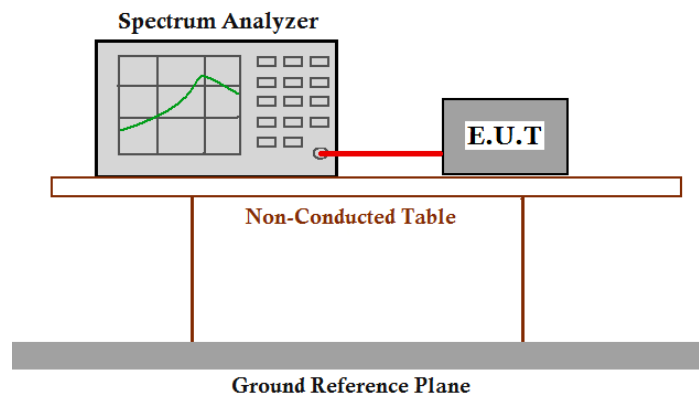 Spectrum Analyzer
E.U.T
Non-Conducted Table
Ground Reference Plane